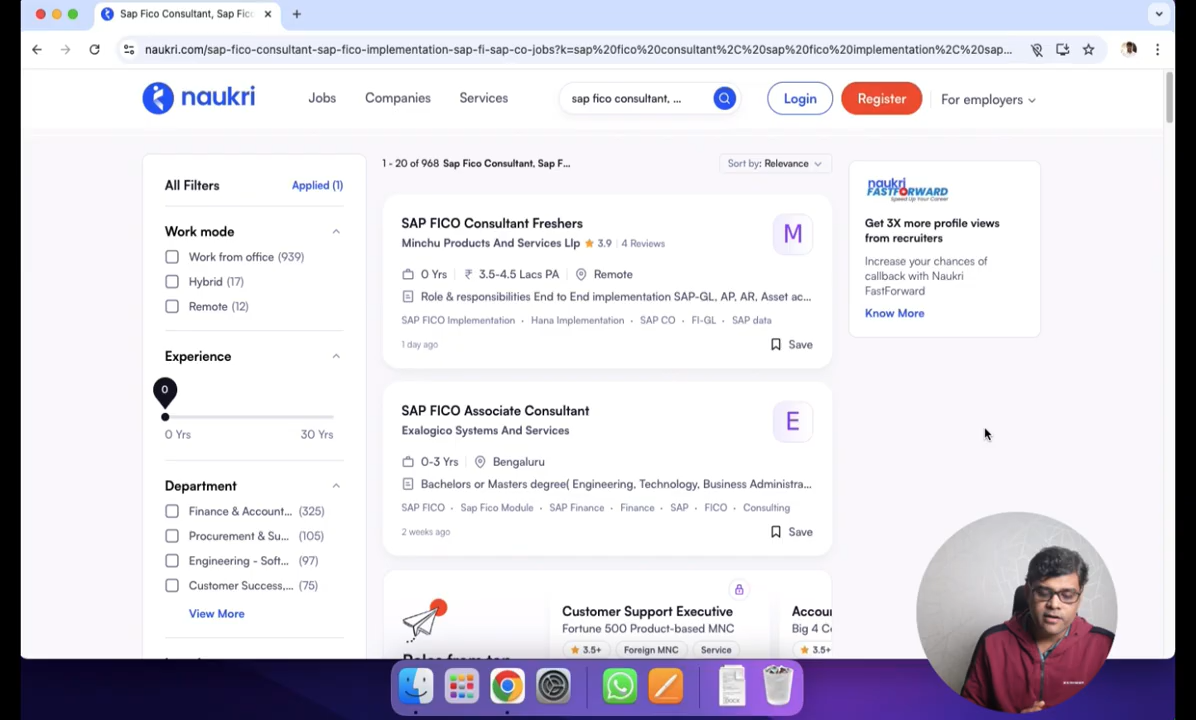 Sap Fico Consultant, Sap Fic
naukri.com/sap-fico-consultant-sap-fico-implementation-sap-fi-sap-co-jobs?k=sap%20fico%20consultant%2C%20sap%20fico%20implementation%2C%20sap...
naukri
Jobs
Companies
Services
sap fico consultant, ...
Login
Register
For employers
All Filters
Applied (1)
Work mode
Work from office (939)
Hybrid (17)
Remote (12)
Experience
0
0 Yrs
30 Yrs
Department
Finance & Account... (325)
Procurement & Su... (105)
Engineering - Soft... (97)
Customer Success,... (75)
View More
1 - 20 of 968 Sap Fico Consultant, Sap F...
Sort by: Relevance
SAP FICO Consultant Freshers
Minchu Products And Services Llp 3.9 | 4 Reviews
M
0 Yrs | ₹ 3.5-4.5 Lacs PA | Remote
Role & responsibilities End to End implementation SAP-GL, AP, AR, Asset ac...
SAP FICO Implementation · Hana Implementation · SAP CO · FI-GL · SAP data
1 day ago
Save
SAP FICO Associate Consultant
Exalogico Systems And Services
E
0-3 Yrs | Bengaluru
Bachelors or Masters degree( Engineering, Technology, Business Administra...
SAP FICO · Sap Fico Module · SAP Finance · Finance · SAP · FICO · Consulting
2 weeks ago
Save
Customer Support Executive
Fortune 500 Product-based MNC
3.5+
Foreign MNC
Service
Accou
Big 4 C
3.5+
naukri
FASTFORWARD
Speed Up Your Career
Get 3X more profile views
from recruiters
Increase your chances of
callback with Naukri
FastForward
Know More
DOCX